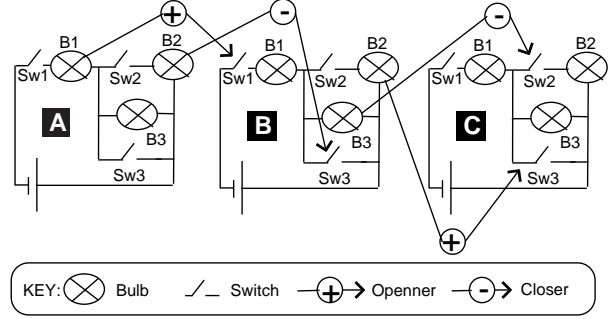 +
-
-
B1
B2
Sw1
Sw2
A
B3
Sw3
B1
B2
Sw1
Sw2
B
B3
Sw3
B1
B2
Sw1
Sw2
C
B3
Sw3
+
KEY: Bulb Switch + Openner - Closer